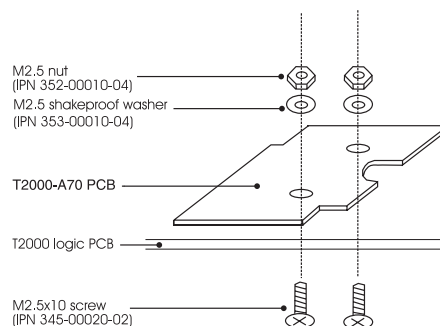 M2.5 nut
(IPN 352-00010-04)
M2.5 shakeproof washer
(IPN 353-00010-04)
T2000-A70 PCB
T2000 logic PCB
M2.5x10 screw
(IPN 345-00020-02)